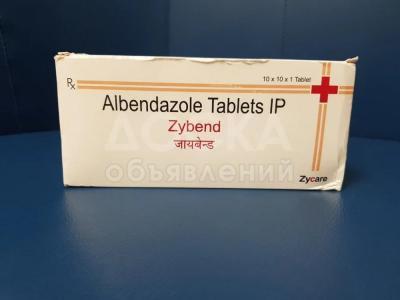 Rx
10 x 10 x 1 Tablet
Albendazole Tablets IP
Zybend
जायबेन्ड
ДОСКА
объявлений
Zycare